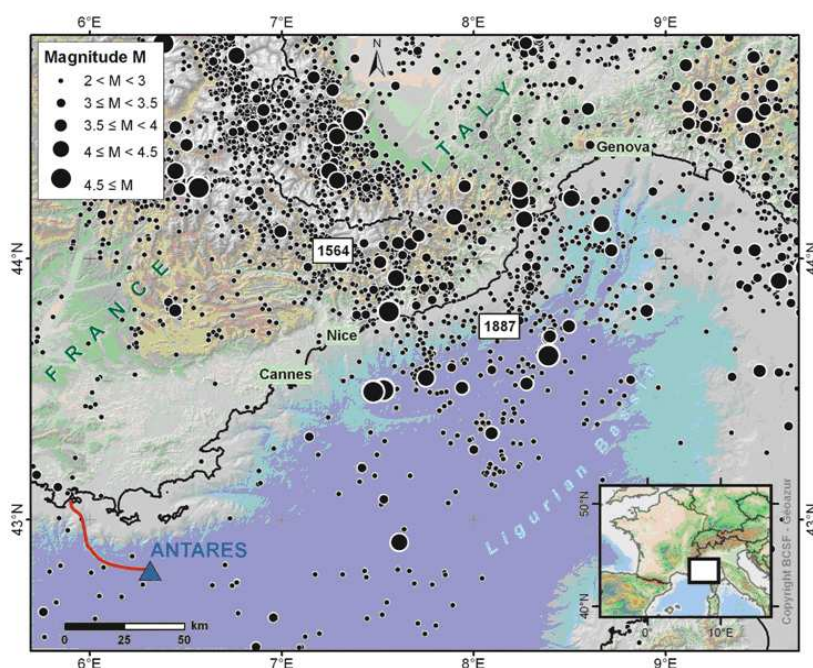 6°E 7°E 8°E 9°E
Magnitude M
2 < M < 3
3 ≤ M < 3.5
3.5 ≤ M < 4
4 ≤ M < 4.5
4.5 ≤ M
N
ITALY
Genova
44°N 44°N
1564
FRANCE
1887
Nice
Cannes
Ligurian Bassin
43°N 43°N
ANTARES
0 25 50 km
50°N
40°N
0° 10°E
Copyright BCSF - Géoazur
6°E 7°E 8°E 9°E